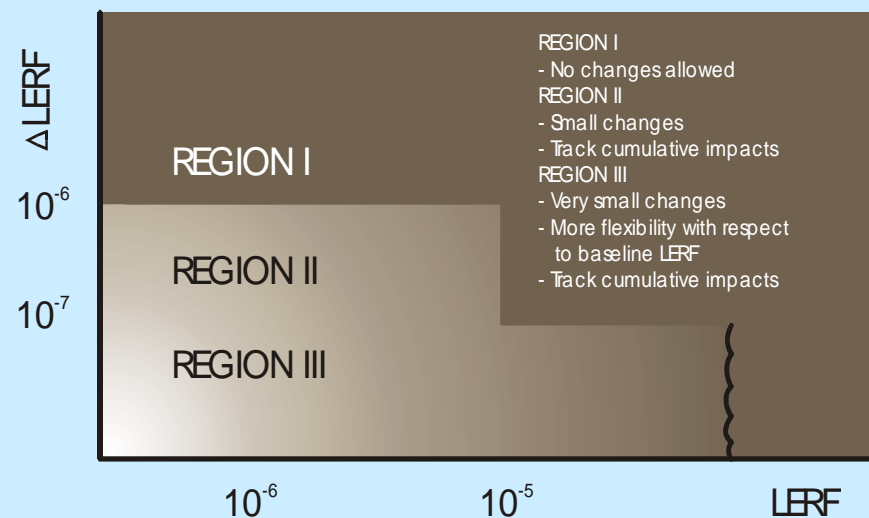 REGION I
- No changes allowed
REGION II
- Small changes
- Track cumulative impacts
REGION III
- Very small changes
- More flexibility with respect
to baseline LERF
- Track cumulative impacts
Δ LERF
REGION I
10⁻⁶
REGION II
10⁻⁷
REGION III
10⁻⁶
10⁻⁵
LERF